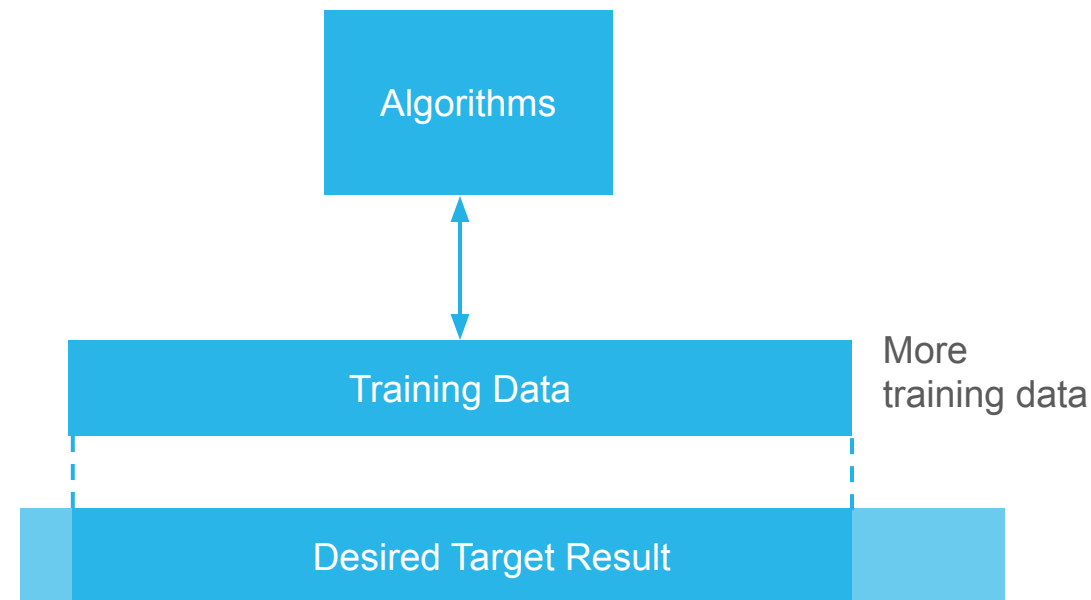 Algorithms
Training Data
More
training data
Desired Target Result